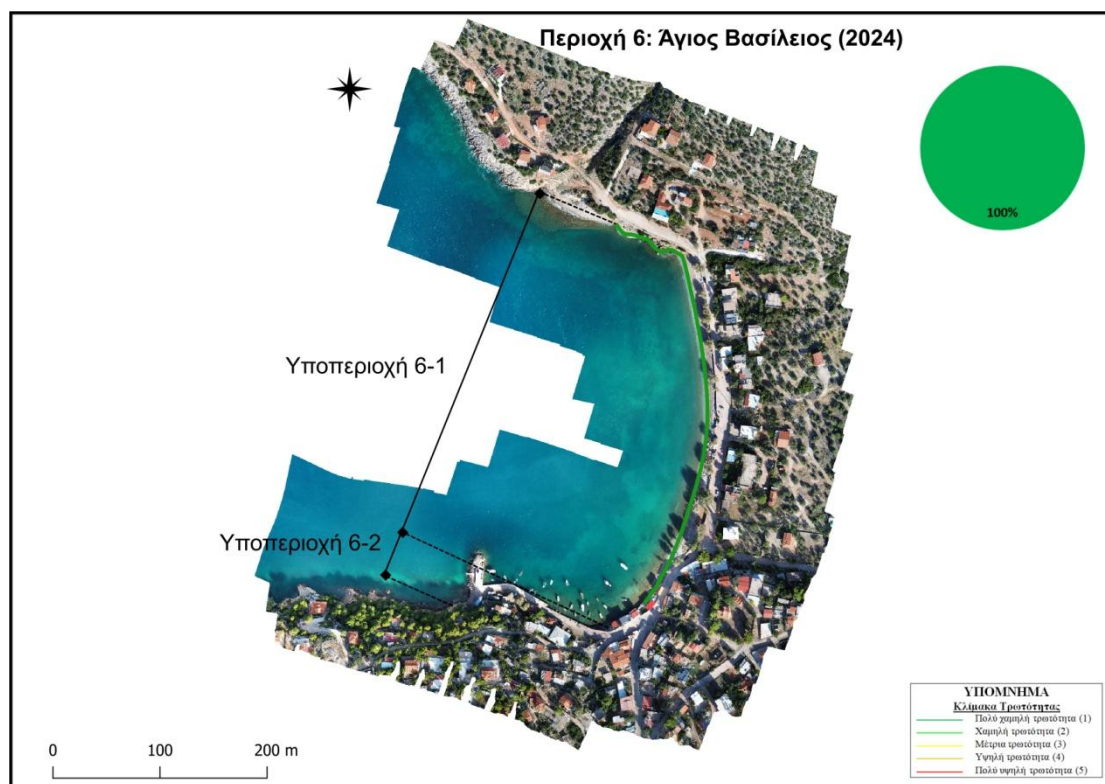 Περιοχή 6: Άγιος Βασίλειος (2024)
100%
Υποπεριοχή 6-1
Υποπεριοχή 6-2
0 100 200 m
ΥΠΟΜΝΗΜΑ
Κλίμακα Τρωτότητας
Πολύ χαμηλή τρωτότητα (1)
Χαμηλή τρωτότητα (2)
Μέτρια τρωτότητα (3)
Υψηλή τρωτότητα (4)
Πολύ υψηλή τρωτότητα (5)